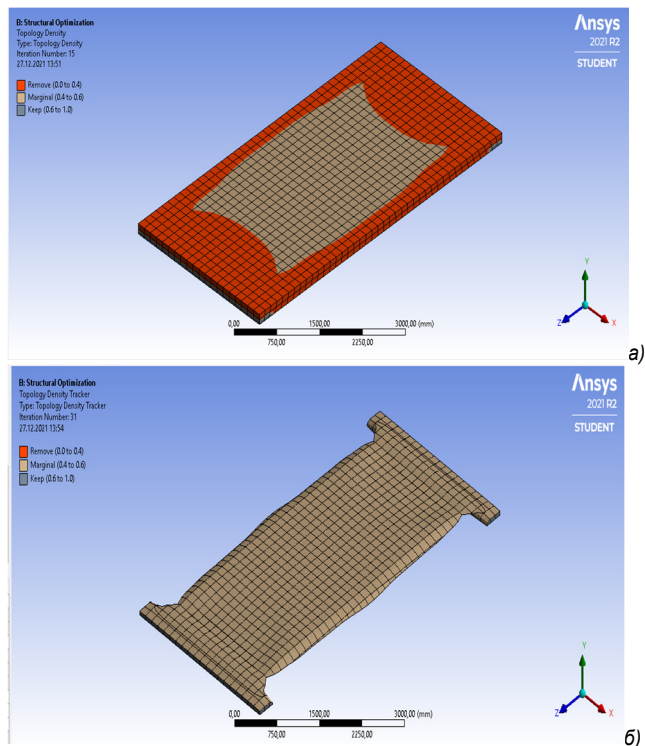 B: Structural Optimization
Topology Density
Type: Topology Density
Iteration Number: 15
27.12.2021 13:51
Remove (0.0 to 0.4)
Marginal (0.4 to 0.6)
Keep (0.6 to 1.0)
Ansys
2021 R2
STUDENT
Y
Z
X
0,00 1500,00 3000,00 (mm)
750,00 2250,00
а)
B: Structural Optimization
Topology Density Tracker
Type: Topology Density Tracker
Iteration Number: 31
27.12.2021 13:54
Remove (0.0 to 0.4)
Marginal (0.4 to 0.6)
Keep (0.6 to 1.0)
Ansys
2021 R2
STUDENT
Y
Z
X
0,00 1500,00 3000,00 (mm)
750,00 2250,00
б)